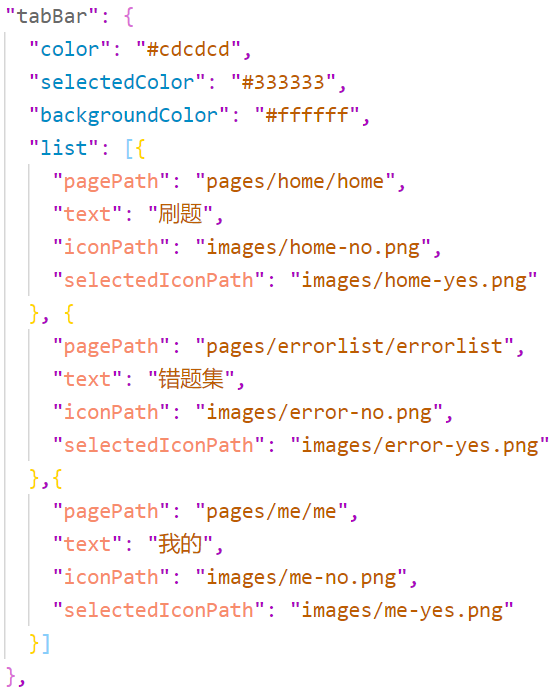 "tabBar": {
"color": "#cdcdcd",
"selectedColor": "#333333",
"backgroundColor": "#ffffff",
"list": [{
"pagePath": "pages/home/home",
"text": "刷题",
"iconPath": "images/home-no.png",
"selectedIconPath": "images/home-yes.png"
}, {
"pagePath": "pages/errorlist/errorlist",
"text": "错题集",
"iconPath": "images/error-no.png",
"selectedIconPath": "images/error-yes.png"
},{
"pagePath": "pages/me/me",
"text": "我的",
"iconPath": "images/me-no.png",
"selectedIconPath": "images/me-yes.png"
}]
},